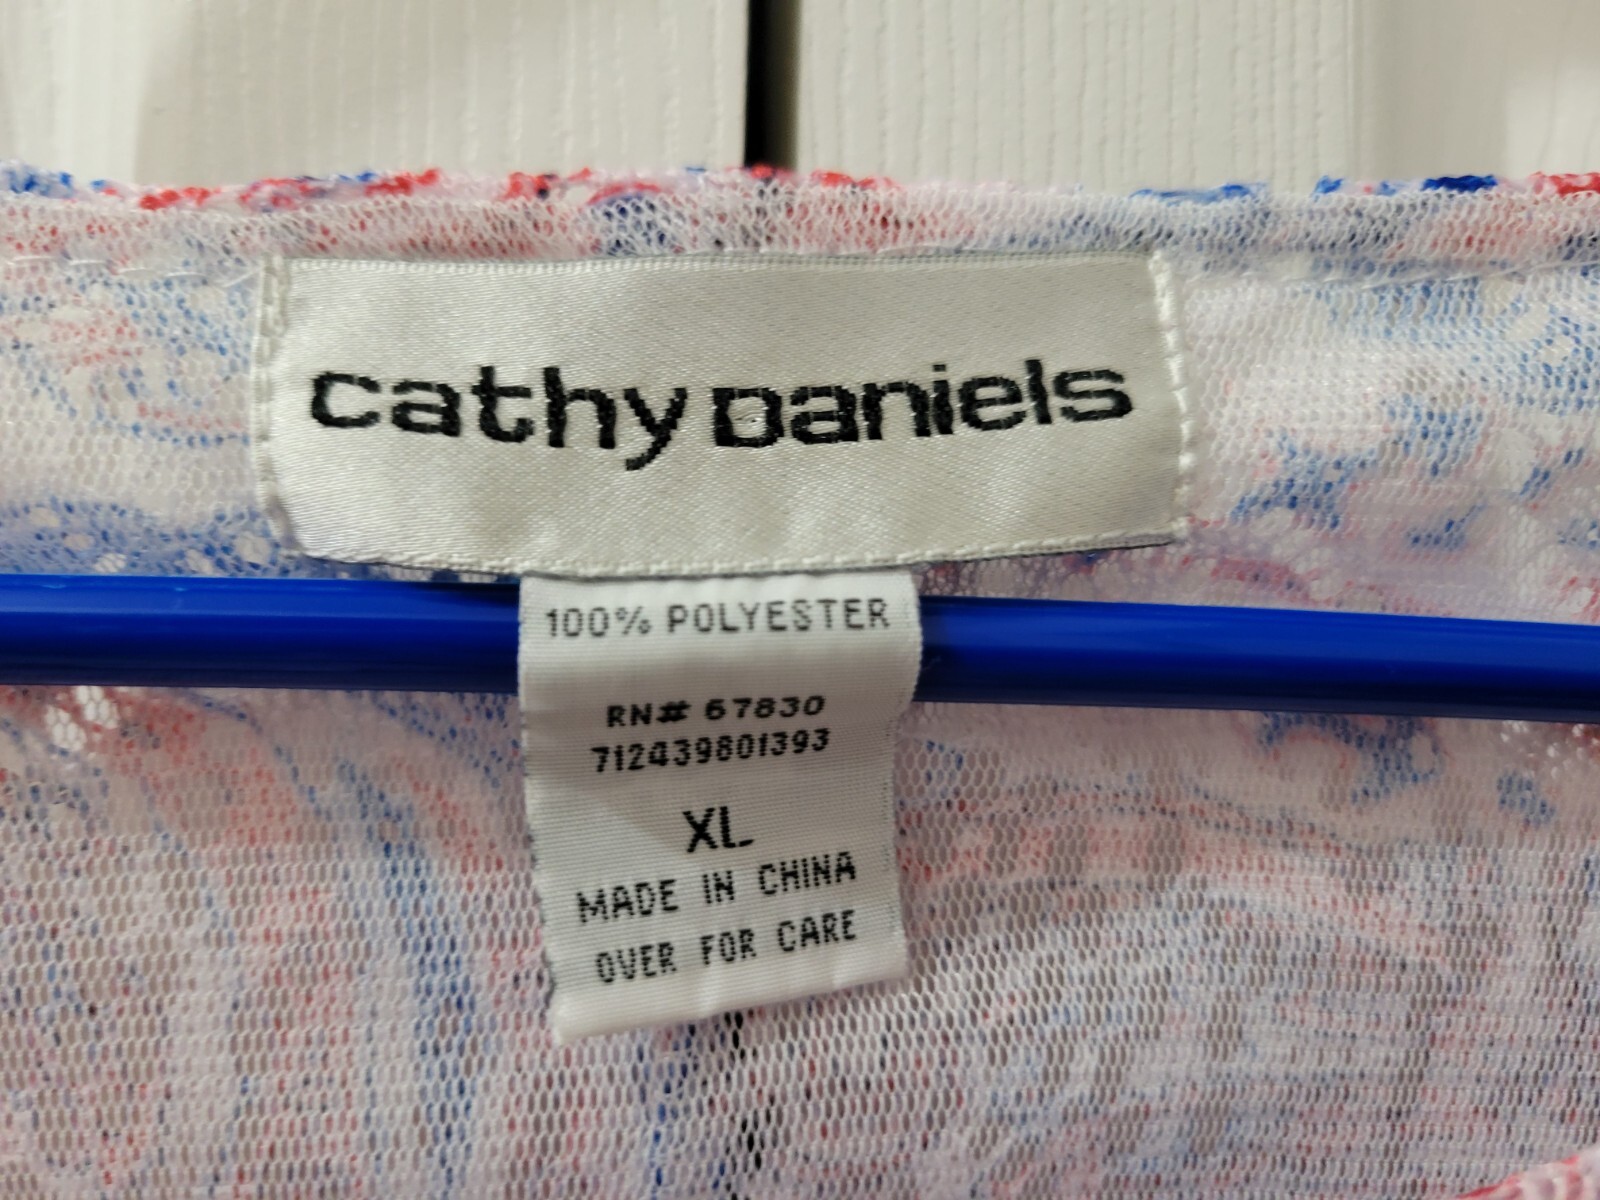 cathy Daniels
100% POLYESTER
RN# 67830
712439801393
XL
MADE IN CHINA
OVER FOR CARE